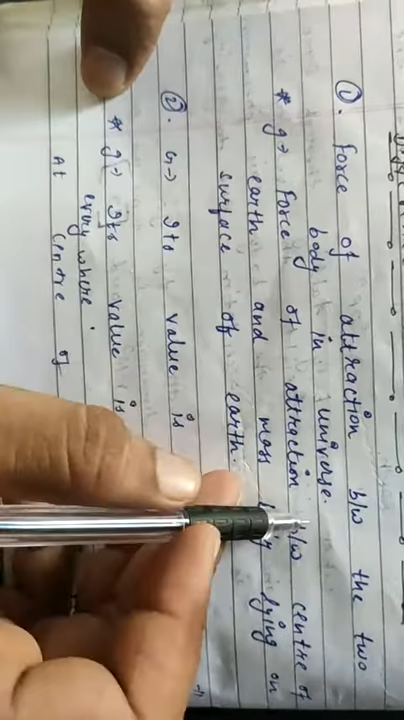 ①. force of attraction b/w the two
body in universe.
* g → force of attraction b/w centre of
earth and mass lying on
surface of earth.
②. G → Its value is
* g → Its value is
every where.
At centre of